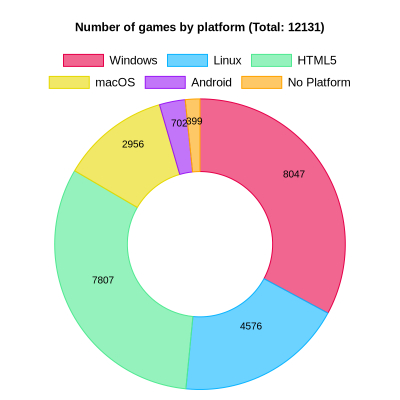 Number of games by platform (Total: 12131)
Windows Linux HTML5
macOS Android No Platform
702 399
2956
8047
7807
4576